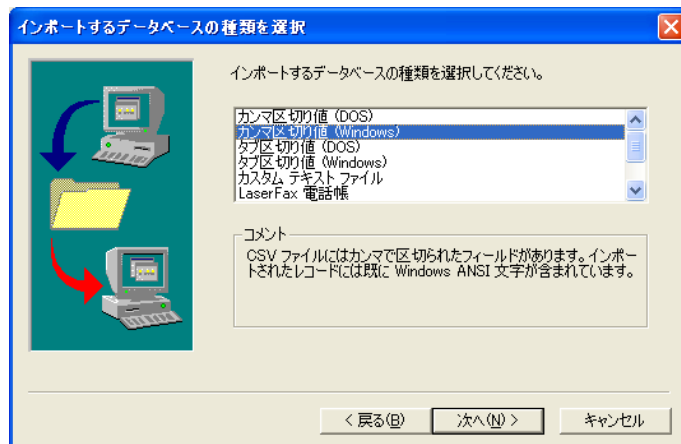 インポートするデータベースの種類を選択
インポートするデータベースの種類を選択してください。
カンマ区切り値 (DOS)
カンマ区切り値 (Windows)
タブ区切り値 (DOS)
タブ区切り値 (Windows)
カスタム テキスト ファイル
LaserFax 電話帳
コメント
CSV ファイルにはカンマで区切られたフィールドがあります。インポー
トされたレコードには既に Windows ANSI 文字が含まれています。
< 戻る(B)
次へ(N) >
キャンセル